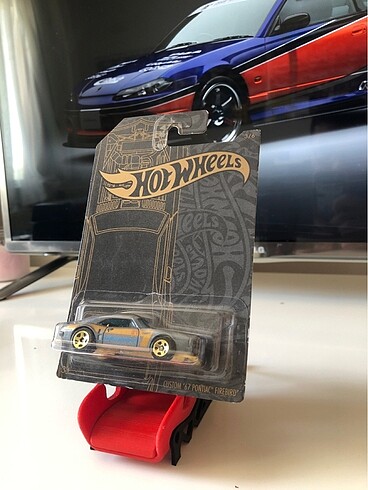 HOT WHEELS
CUSTOM '67 PONTIAC FIREBIRD